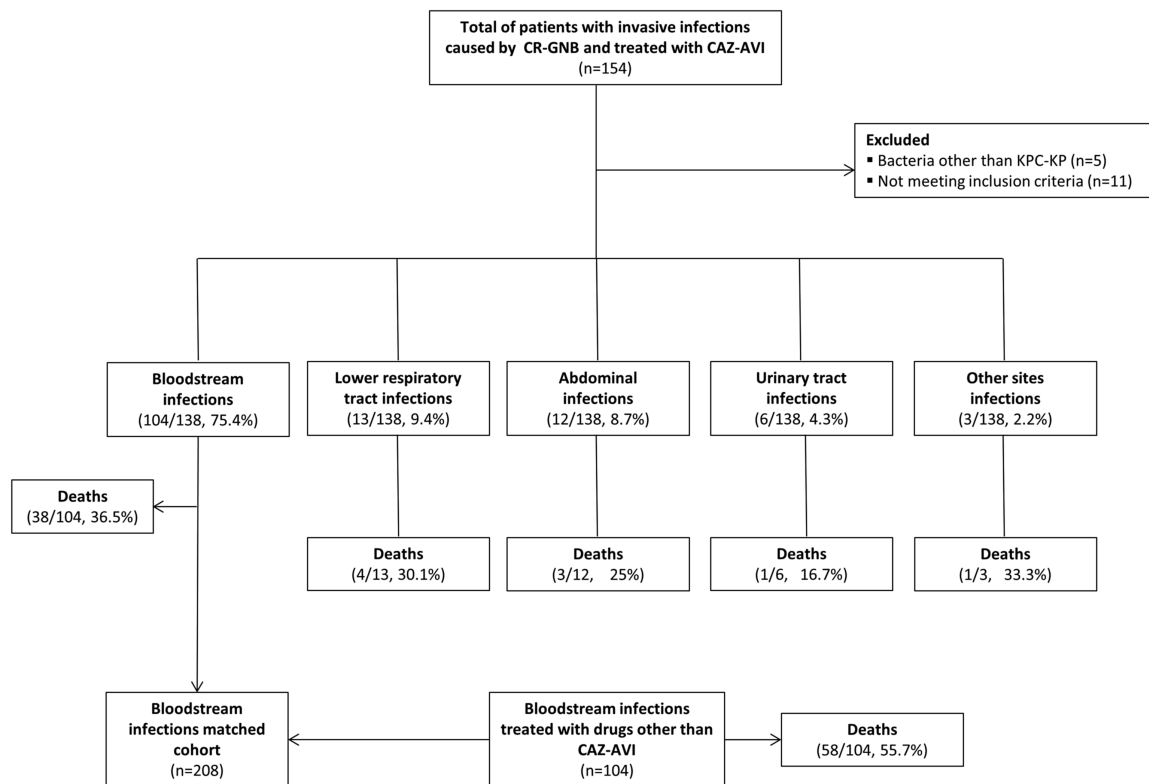 Total of patients with invasive infections
caused by CR-GNB and treated with CAZ-AVI
(n=154)
Excluded
▪ Bacteria other than KPC-KP (n=5)
▪ Not meeting inclusion criteria (n=11)
Bloodstream
infections
(104/138, 75.4%)
Lower respiratory
tract infections
(13/138, 9.4%)
Abdominal
infections
(12/138, 8.7%)
Urinary tract
infections
(6/138, 4.3%)
Other sites
infections
(3/138, 2.2%)
Deaths
(38/104, 36.5%)
Deaths
(4/13, 30.1%)
Deaths
(3/12, 25%)
Deaths
(1/6, 16.7%)
Deaths
(1/3, 33.3%)
Bloodstream
infections matched
cohort
(n=208)
Bloodstream infections
treated with drugs other than
CAZ-AVI
(n=104)
Deaths
(58/104, 55.7%)